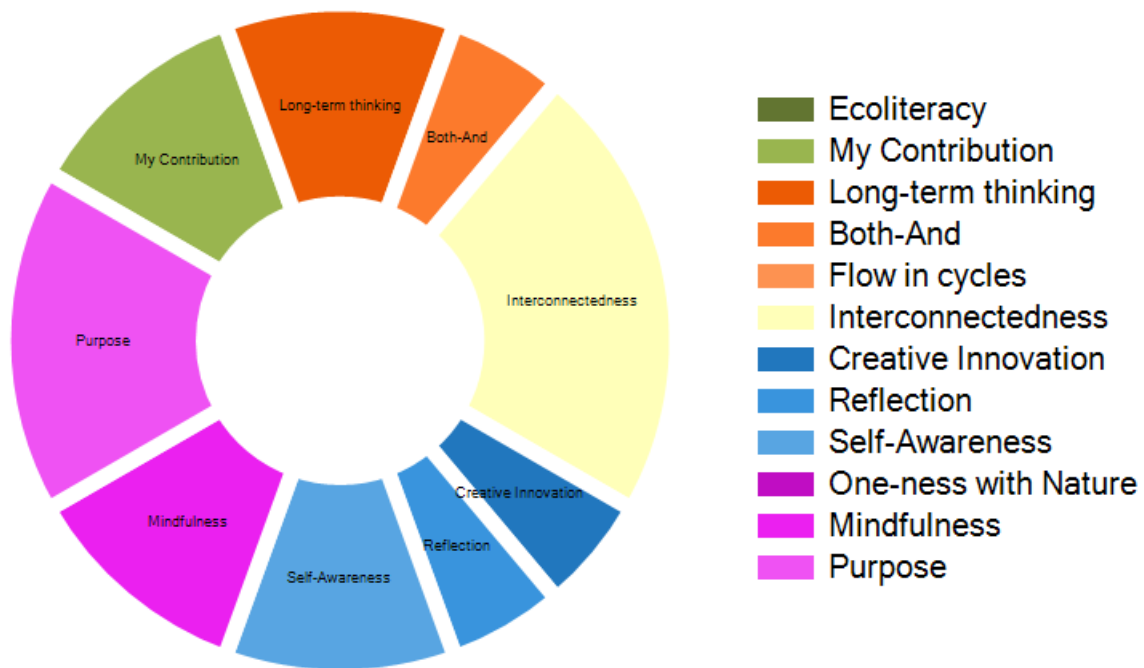 Long-term thinking
Both-And
My Contribution
Interconnectedness
Purpose
Creative Innovation
Mindfulness
Reflection
Self-Awareness
Ecoliteracy
My Contribution
Long-term thinking
Both-And
Flow in cycles
Interconnectedness
Creative Innovation
Reflection
Self-Awareness
One-ness with Nature
Mindfulness
Purpose